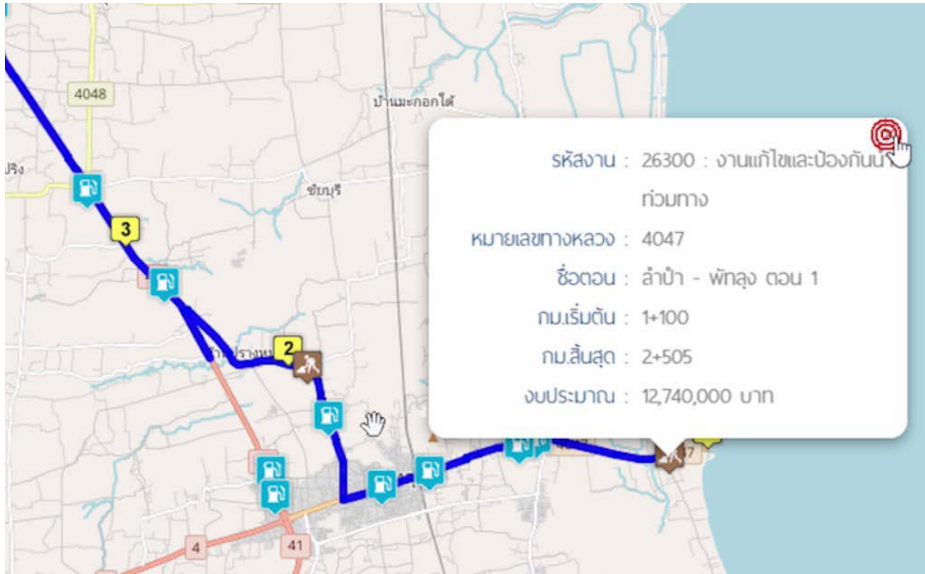 4048
บ้านมะกอกใต้
ชัยบุรี
3
2
รหัสงาน : 26300 : งานแก้ไขและป้องกันน้ำ
ท่วมทาง
หมายเลขทางหลวง : 4047
ชื่อตอน : ลำปำ - พัทลุง ตอน 1
กม.เริ่มต้น : 1+100
กม.สิ้นสุด : 2+505
งบประมาณ : 12,740,000 บาท
4
41